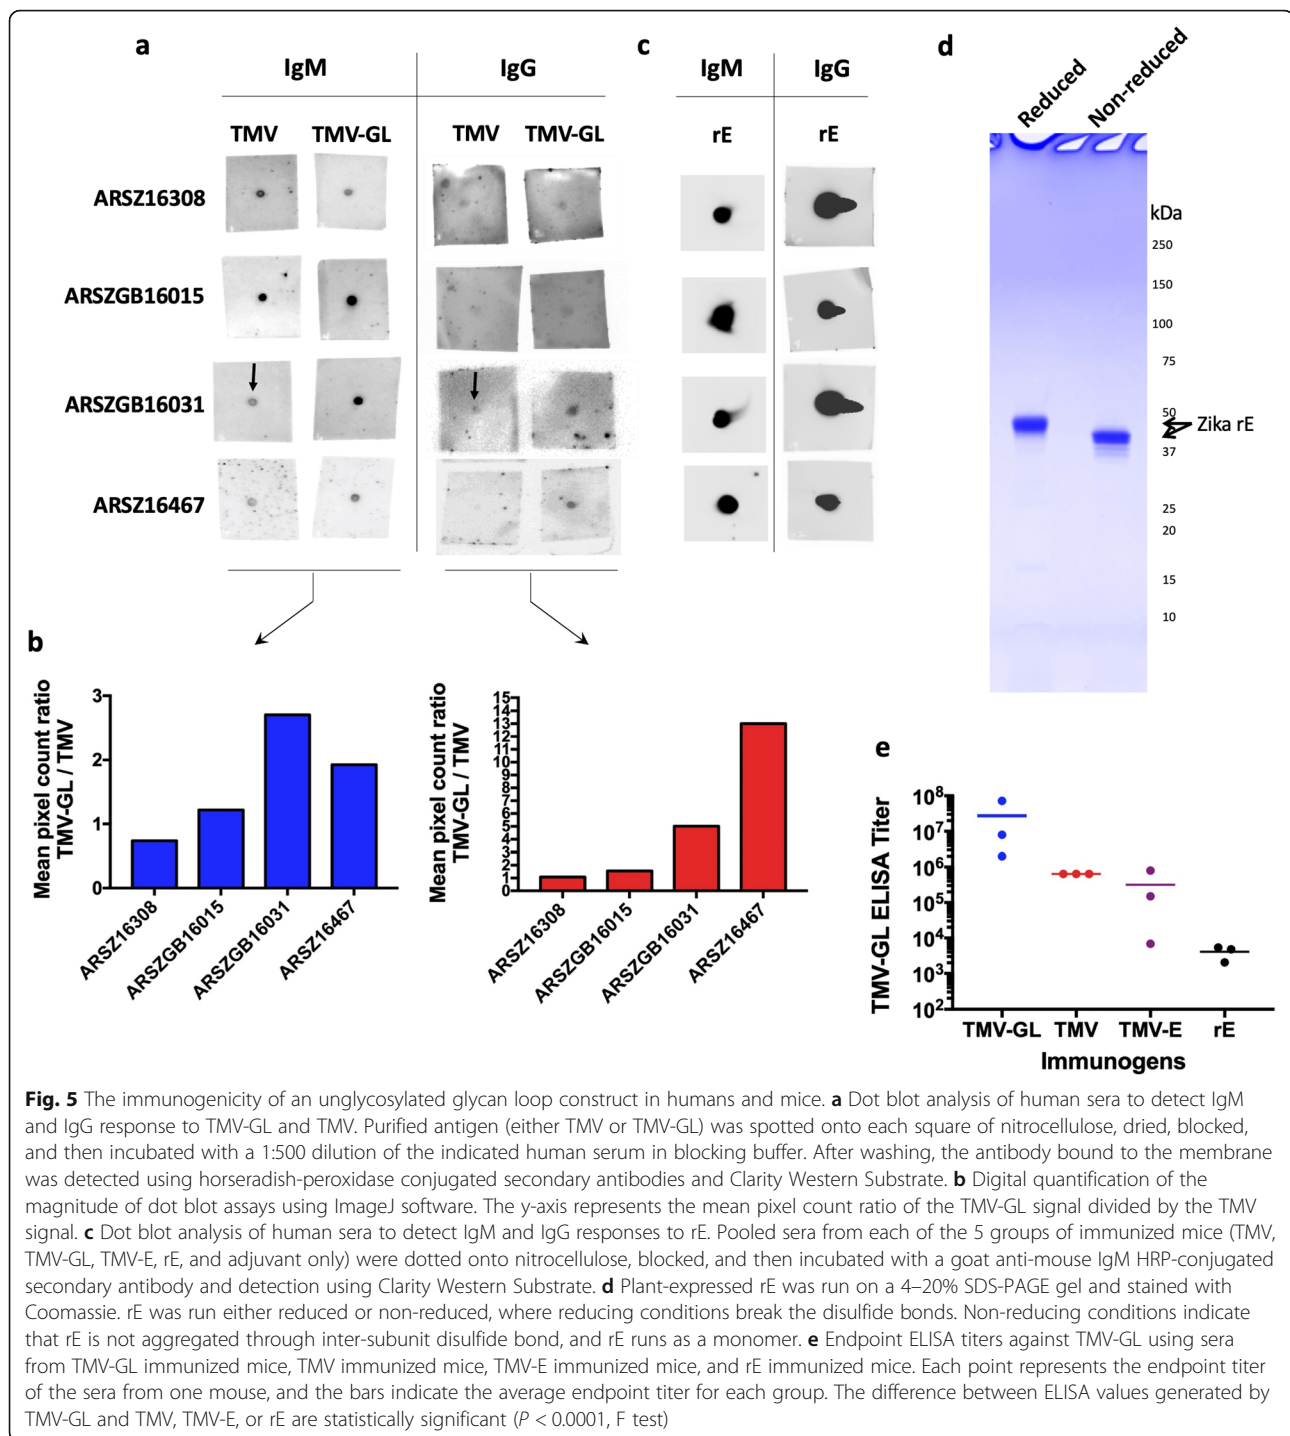 a
IgM
IgG
TMV
TMV-GL
TMV
TMV-GL
ARSZ16308
ARSZGB16015
ARSZGB16031
ARSZ16467
c
IgM
IgG
rE
rE
d
Reduced
Non-reduced
kDa
250
150
100
75
50
37
25
20
15
10
Zika rE
b
Mean pixel count ratio
TMV-GL / TMV
3
2
1
0
ARSZ16308
ARSZGB16015
ARSZGB16031
ARSZ16467
Mean pixel count ratio
TMV-GL / TMV
15
14
13
12
11
10
9
8
7
6
5
4
3
2
1
0
ARSZ16308
ARSZGB16015
ARSZGB16031
ARSZ16467
e
TMV-GL ELISA Titer
10⁸
10⁷
10⁶
10⁵
10⁴
10³
10²
TMV-GL TMV TMV-E rE
Immunogens
Fig. 5 The immunogenicity of an unglycosylated glycan loop construct in humans and mice. a Dot blot analysis of human sera to detect IgM
and IgG response to TMV-GL and TMV. Purified antigen (either TMV or TMV-GL) was spotted onto each square of nitrocellulose, dried, blocked,
and then incubated with a 1:500 dilution of the indicated human serum in blocking buffer. After washing, the antibody bound to the membrane
was detected using horseradish-peroxidase conjugated secondary antibodies and Clarity Western Substrate. b Digital quantification of the
magnitude of dot blot assays using ImageJ software. The y-axis represents the mean pixel count ratio of the TMV-GL signal divided by the TMV
signal. c Dot blot analysis of human sera to detect IgM and IgG responses to rE. Pooled sera from each of the 5 groups of immunized mice (TMV,
TMV-GL, TMV-E, rE, and adjuvant only) were dotted onto nitrocellulose, blocked, and then incubated with a goat anti-mouse IgM HRP-conjugated
secondary antibody and detection using Clarity Western Substrate. d Plant-expressed rE was run on a 4–20% SDS-PAGE gel and stained with
Coomassie. rE was run either reduced or non-reduced, where reducing conditions break the disulfide bonds. Non-reducing conditions indicate
that rE is not aggregated through inter-subunit disulfide bond, and rE runs as a monomer. e Endpoint ELISA titers against TMV-GL using sera
from TMV-GL immunized mice, TMV immunized mice, TMV-E immunized mice, and rE immunized mice. Each point represents the endpoint titer
of the sera from one mouse, and the bars indicate the average endpoint titer for each group. The difference between ELISA values generated by
TMV-GL and TMV, TMV-E, or rE are statistically significant (P < 0.0001, F test)